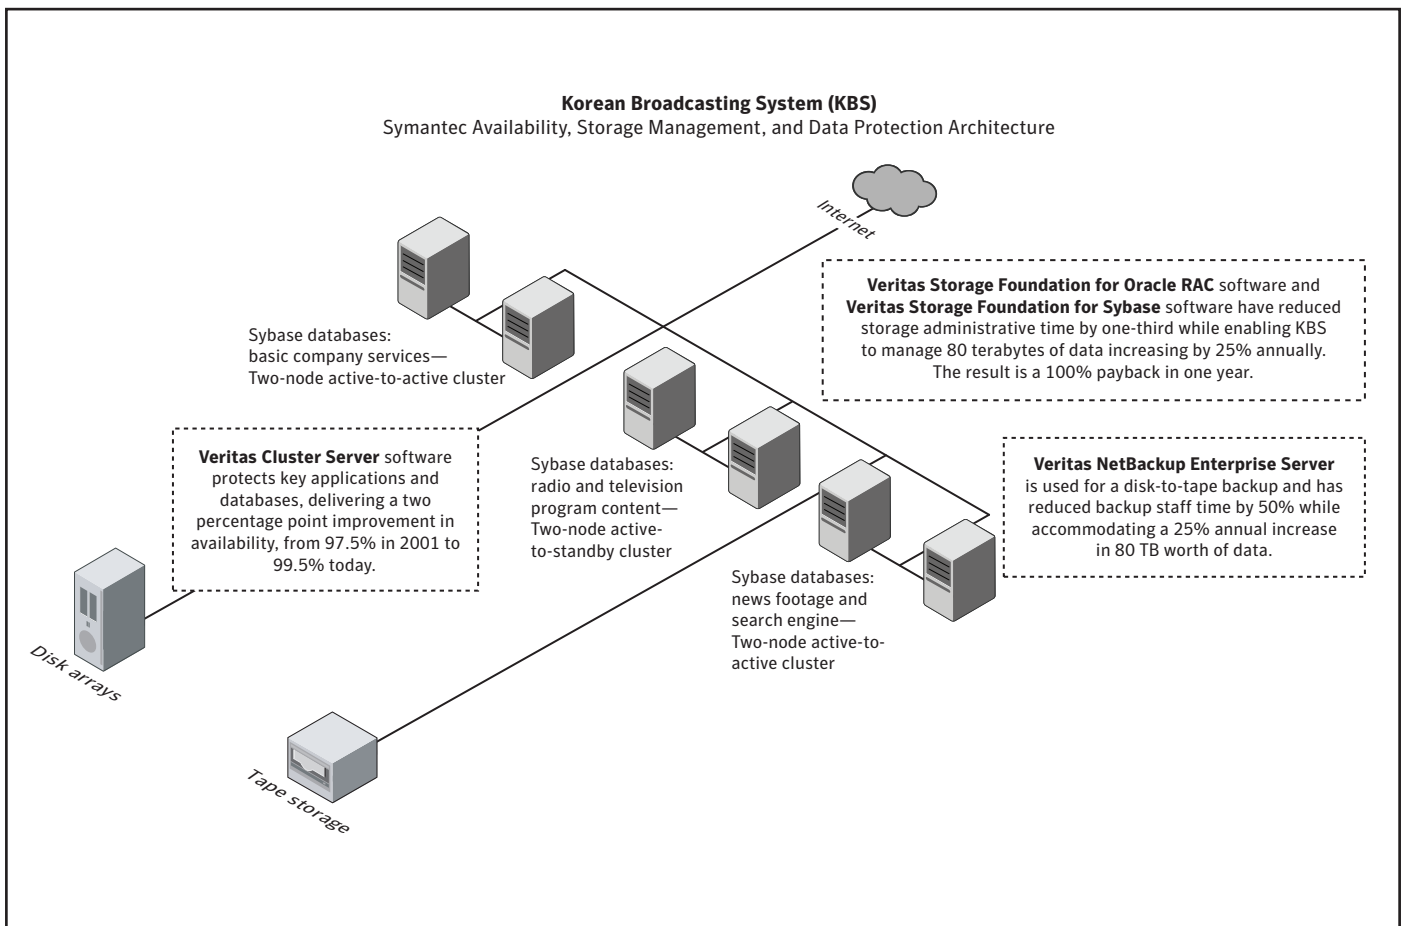 Korean Broadcasting System (KBS)
Symantec Availability, Storage Management, and Data Protection Architecture
Internet
Veritas Storage Foundation for Oracle RAC software and
Veritas Storage Foundation for Sybase software have reduced
storage administrative time by one-third while enabling KBS
to manage 80 terabytes of data increasing by 25% annually.
The result is a 100% payback in one year.
Sybase databases:
basic company services—
Two-node active-to-active cluster
Veritas Cluster Server software
protects key applications and
databases, delivering a two
percentage point improvement in
availability, from 97.5% in 2001 to
99.5% today.
Sybase databases:
radio and television
program content—
Two-node active-
to-standby cluster
Veritas NetBackup Enterprise Server
is used for a disk-to-tape backup and has
reduced backup staff time by 50% while
accommodating a 25% annual increase
in 80 TB worth of data.
Sybase databases:
news footage and
search engine—
Two-node active-to-
active cluster
Disk arrays
Tape storage